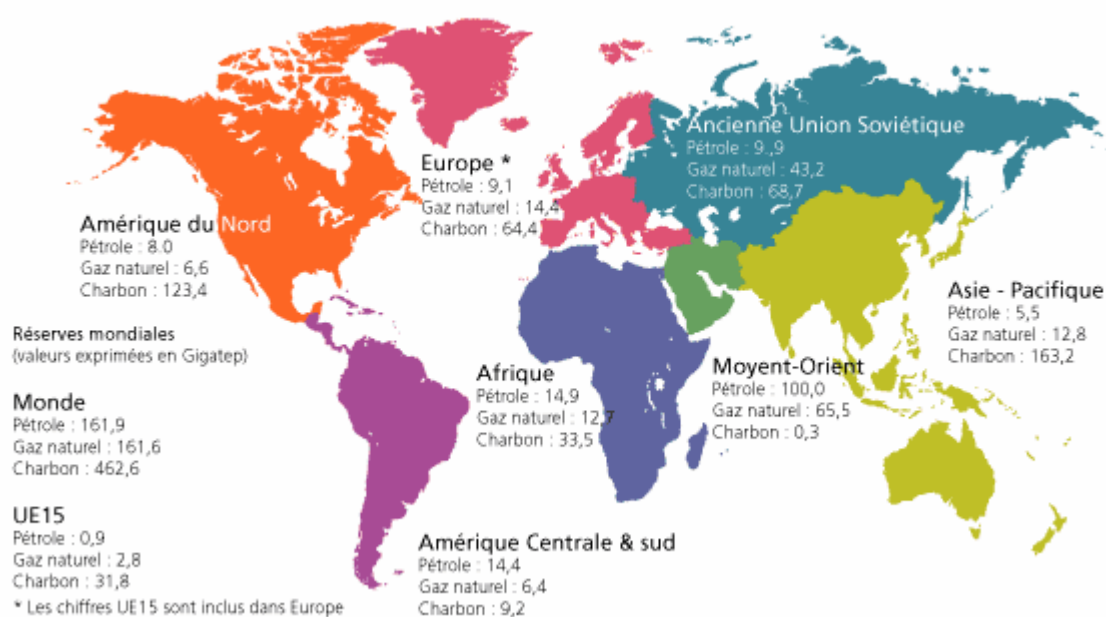 Ancienne Union Soviétique
Pétrole : 9.,9
Gaz naturel : 43,2
Charbon : 68,7
Europe *
Pétrole : 9,1
Gaz naturel : 14,4
Charbon : 64,4
Amérique du Nord
Pétrole : 8.0
Gaz naturel : 6,6
Charbon : 123,4
Asie - Pacifique
Pétrole : 5,5
Gaz naturel : 12,8
Charbon : 163,2
Réserves mondiales
(valeurs exprimées en Gigatep)
Afrique
Pétrole : 14,9
Gaz naturel : 12,7
Charbon : 33,5
Moyent-Orient
Pétrole : 100,0
Gaz naturel : 65,5
Charbon : 0,3
Monde
Pétrole : 161,9
Gaz naturel : 161,6
Charbon : 462,6
UE15
Pétrole : 0,9
Gaz naturel : 2,8
Charbon : 31,8
* Les chiffres UE15 sont inclus dans Europe
Amérique Centrale & sud
Pétrole : 14,4
Gaz naturel : 6,4
Charbon : 9,2